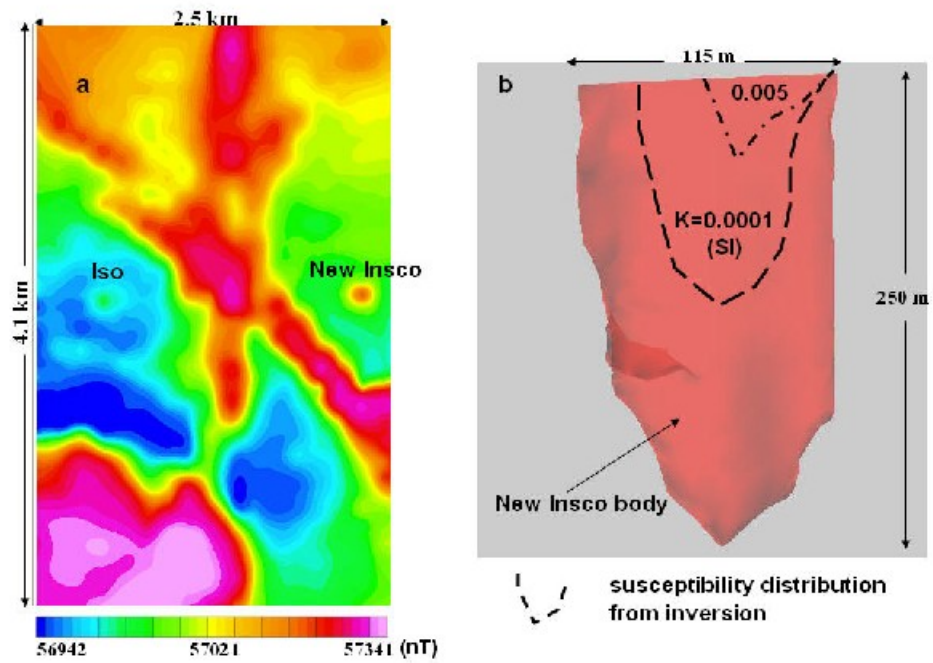 2.5 km
a
4.1 km
Iso
New Insco
56942
57021
57341 (nT)
115 m
b
0.005
K=0.0001
(SI)
250 m
New Insco body
susceptibility distribution
from inversion